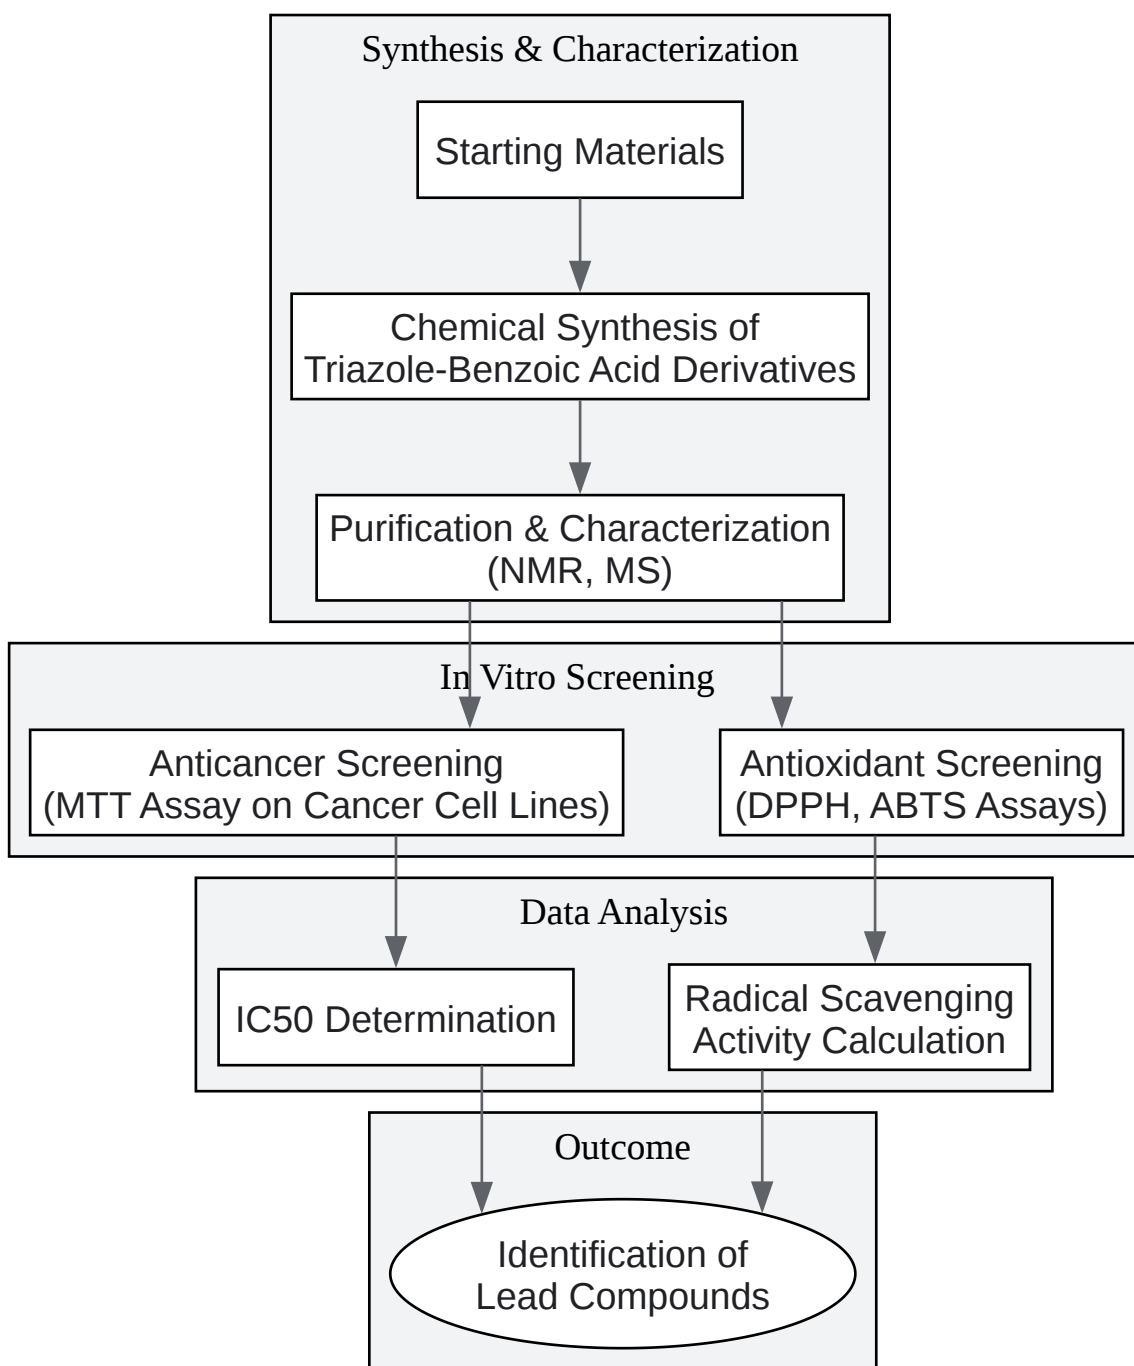 Synthesis & Characterization
Starting Materials
Chemical Synthesis of
Triazole-Benzoic Acid Derivatives
Purification & Characterization
(NMR, MS)
In Vitro Screening
Anticancer Screening
(MTT Assay on Cancer Cell Lines)
Antioxidant Screening
(DPPH, ABTS Assays)
Data Analysis
IC50 Determination
Radical Scavenging
Activity Calculation
Outcome
Identification of
Lead Compounds